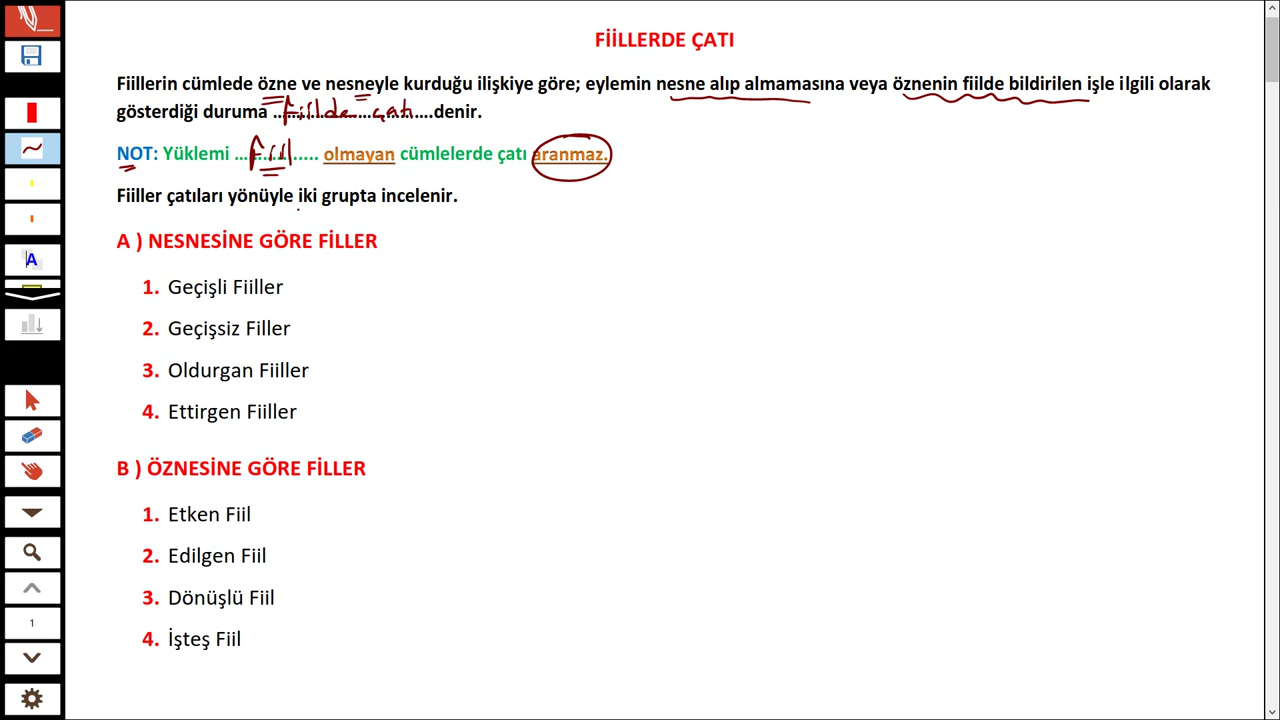 FİİLLERDE ÇATI
Fiillerin cümlede özne ve nesneyle kurduğu ilişkiye göre; eylemin nesne alıp almamasına veya öznenin fiilde bildirilen işle ilgili olarak
gösterdiği duruma ...fiilde...çatı....denir.
NOT: Yüklemi ...fiil... olmayan cümlelerde çatı aranmaz.
Fiiller çatıları yönüyle iki grupta incelenir.
A ) NESNESİNE GÖRE FİLLER
1. Geçişli Fiiller
2. Geçişsiz Filler
3. Oldurgan Fiiller
4. Ettirgen Fiiller
B ) ÖZNESİNE GÖRE FİLLER
1. Etken Fiil
2. Edilgen Fiil
3. Dönüşlü Fiil
4. İşteş Fiil
A
1